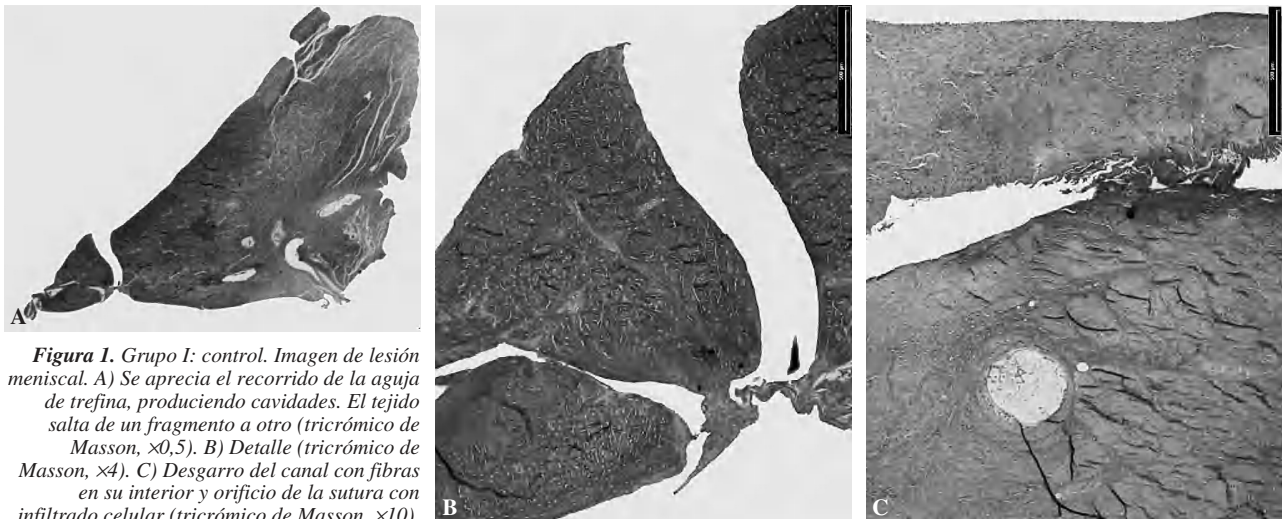 A
Figura 1. Grupo I: control. Imagen de lesión
meniscal. A) Se aprecia el recorrido de la aguja
de trefina, produciendo cavidades. El tejido
salta de un fragmento a otro (tricrómico de
Masson, ×0,5). B) Detalle (tricrómico de
Masson, ×4). C) Desgarro del canal con fibras
en su interior y orificio de la sutura con
infiltrado celular (tricrómico de Masson, ×10).
B
C